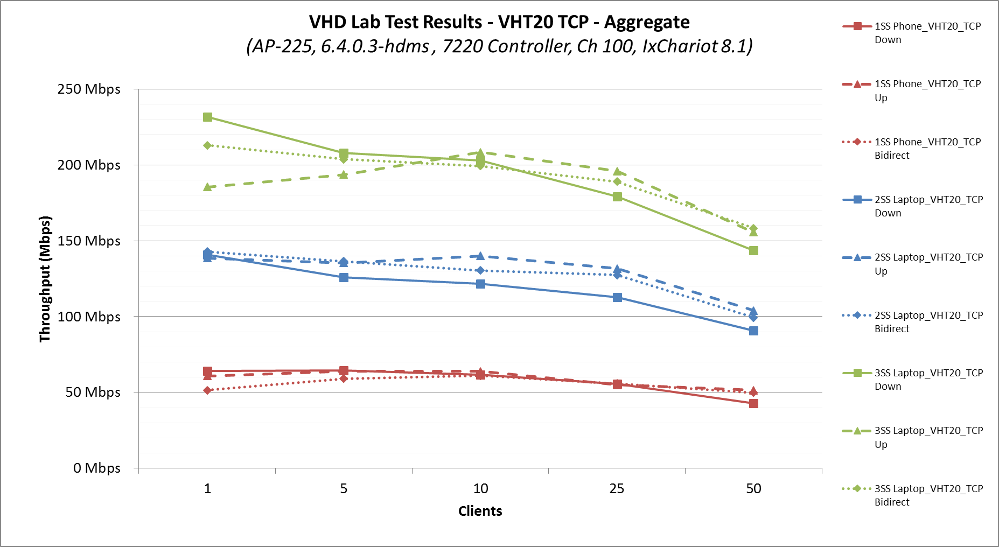 VHD Lab Test Results - VHT20 TCP - Aggregate
(AP-225, 6.4.0.3-hdms , 7220 Controller, Ch 100, IxChariot 8.1)
250 Mbps
200 Mbps
150 Mbps
100 Mbps
50 Mbps
0 Mbps
Throughput (Mbps)
1
5
10
25
50
Clients
1SS Phone_VHT20_TCP
Down
1SS Phone_VHT20_TCP
Up
1SS Phone_VHT20_TCP
Bidirect
2SS Laptop_VHT20_TCP
Down
2SS Laptop_VHT20_TCP
Up
2SS Laptop_VHT20_TCP
Bidirect
3SS Laptop_VHT20_TCP
Down
3SS Laptop_VHT20_TCP
Up
3SS Laptop_VHT20_TCP
Bidirect